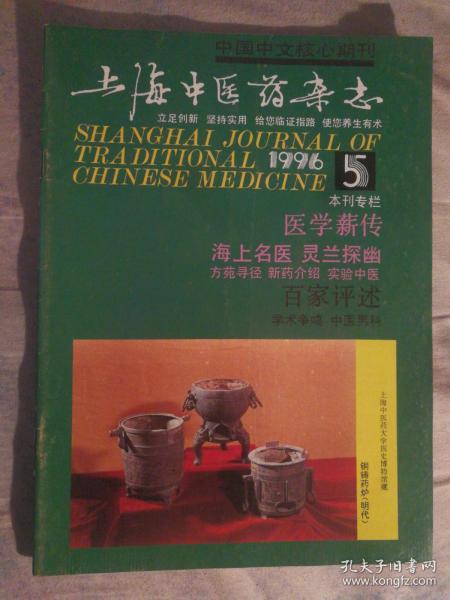 中国中文核心期刊
上海中医药杂志
立足创新 坚持实用 给您临证指路 使您养生有术
SHANGHAI JOURNAL OF
TRADITIONAL 1996 5
CHINESE MEDICINE
本刊专栏
医学薪传
海上名医 灵兰探幽
方苑寻径 新药介绍 实验中医
百家评述
学术争鸣 中国男科
上海中医药大学医史博物馆藏
铜铸药炉(明代)
孔夫子旧书网
www.kongfz.com